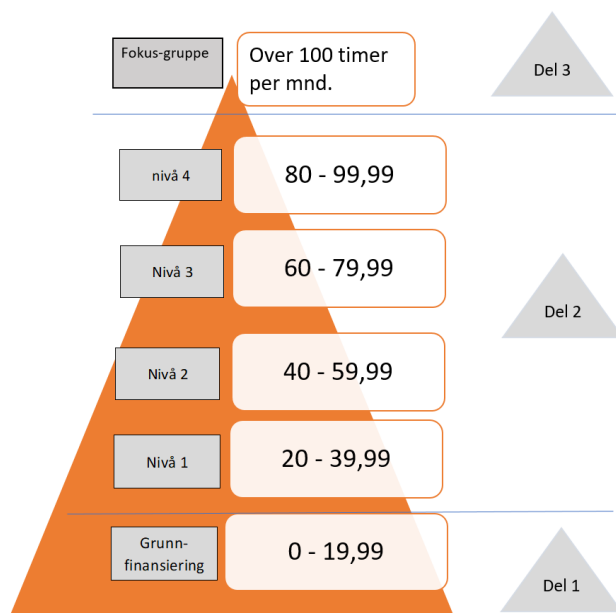 Fokus-gruppe
Over 100 timer
per mnd.
Del 3
nivå 4
80 - 99,99
Nivå 3
60 - 79,99
Del 2
Nivå 2
40 - 59,99
Nivå 1
20 - 39,99
Grunn-
finansiering
0 - 19,99
Del 1